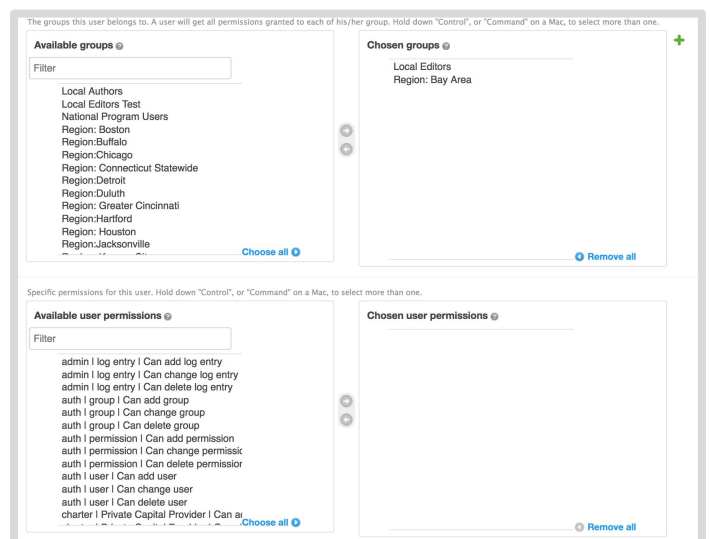 The groups this user belongs to. A user will get all permissions granted to each of his/her group. Hold down "Control", or "Command" on a Mac, to select more than one.
Available groups
Filter
Local Authors
Local Editors Test
National Program Users
Region: Boston
Region:Buffalo
Region:Chicago
Region: Connecticut Statewide
Region:Detroit
Region:Duluth
Region: Greater Cincinnati
Region:Hartford
Region: Houston
Region:Jacksonville
Choose all
Chosen groups
Local Editors
Region: Bay Area
Remove all
Specific permissions for this user. Hold down "Control", or "Command" on a Mac, to select more than one.
Available user permissions
Filter
admin | log entry | Can add log entry
admin | log entry | Can change log entry
admin | log entry | Can delete log entry
auth | group | Can add group
auth | group | Can change group
auth | group | Can delete group
auth | permission | Can add permission
auth | permission | Can change permissic
auth | permission | Can delete permissior
auth | user | Can add user
auth | user | Can change user
auth | user | Can delete user
charter | Private Capital Provider | Can
Choose all
Chosen user permissions
Remove all